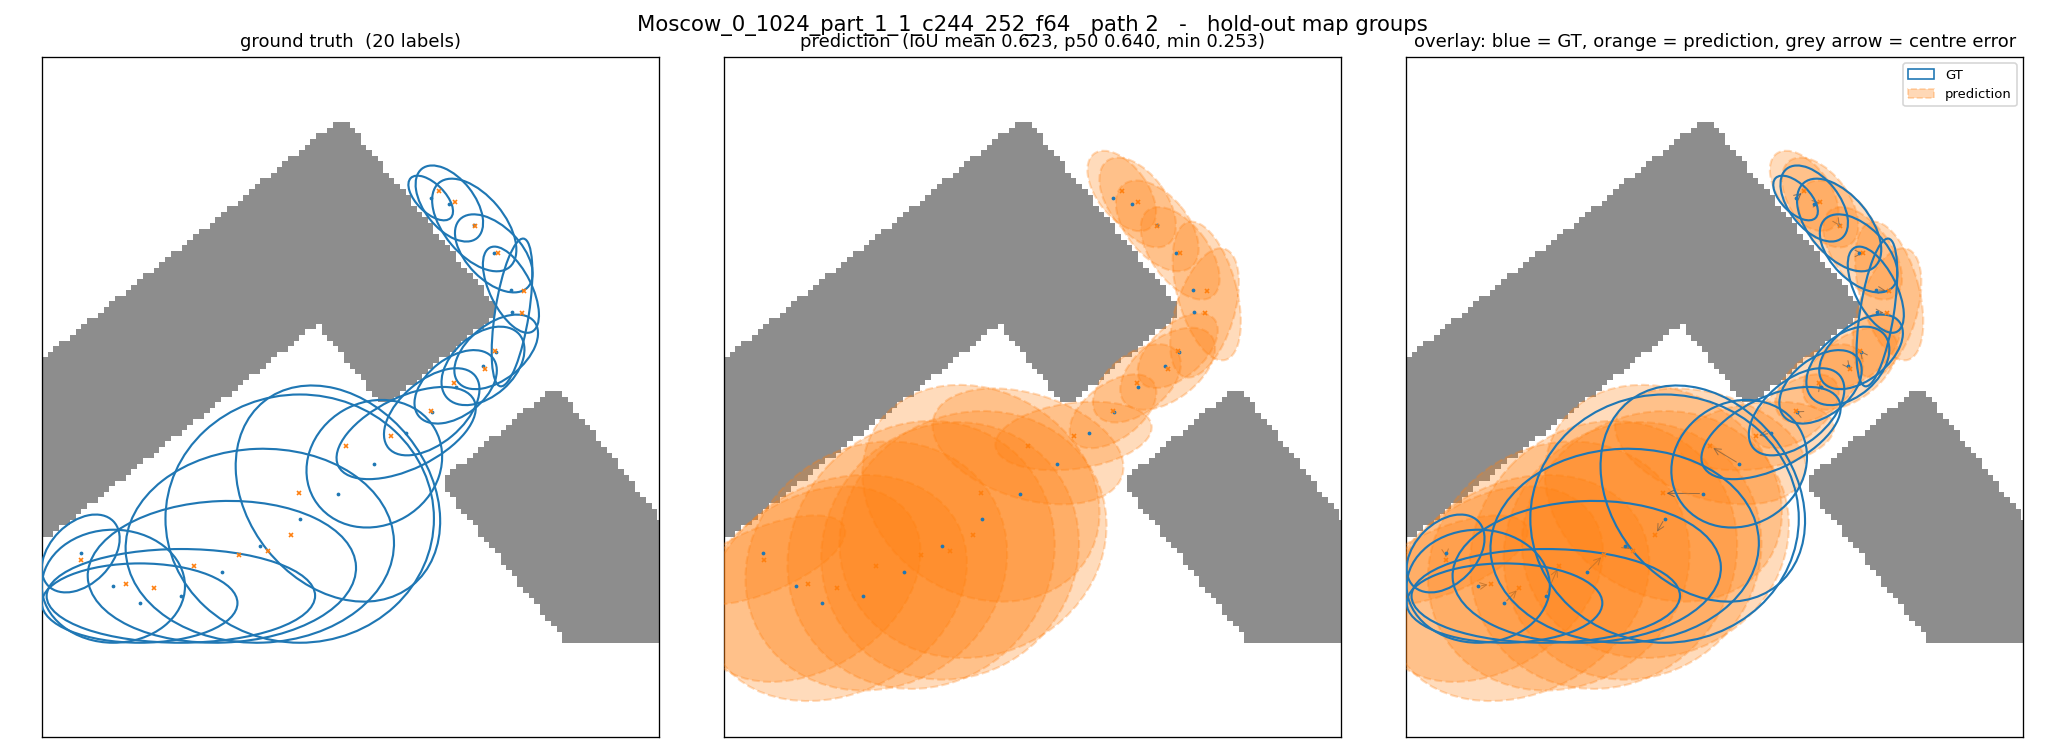 Moscow_0_1024_part_1_1_c244_252_f64   path 2   -   hold-out map groups
ground truth  (20 labels)
prediction  (IoU mean 0.623, p50 0.640, min 0.253)
overlay: blue = GT, orange = prediction, grey arrow = centre error
GT
prediction